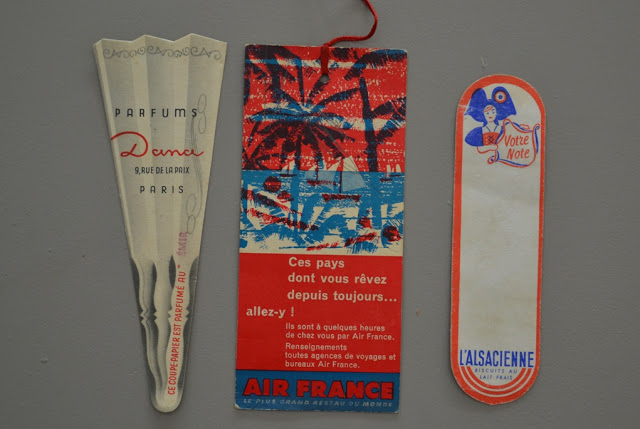 PARFUMS
Dana
9, RUE DE LA PAIX
PARIS
CE COUPE-PAPIER EST PARFUMÉ AU
Ces pays
dont vous rêvez
depuis toujours...
allez-y !
Ils sont à quelques heures
de chez vous par Air France.
Renseignements
toutes agences de voyages et
bureaux Air France.
AIR FRANCE
LE PLUS GRAND RÉSEAU DU MONDE
Votre
Note
L'ALSACIENNE
BISCUITS AU
LAIT FRAIS